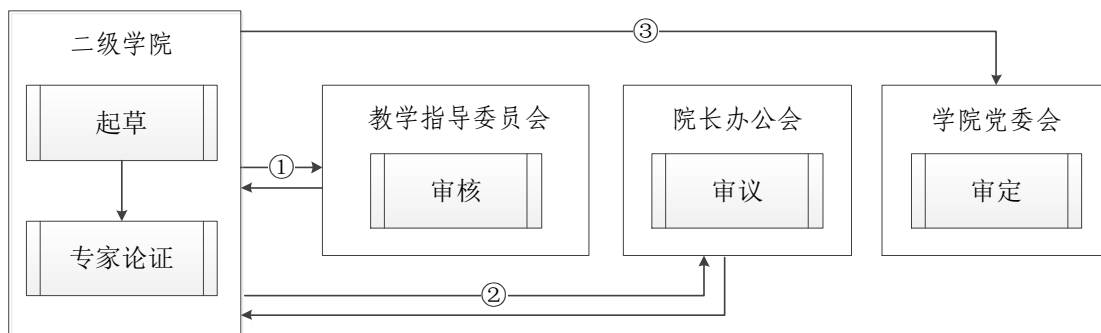 二级学院
起草
专家论证
①
教学指导委员会
审核
②
院长办公会
审议
③
学院党委会
审定